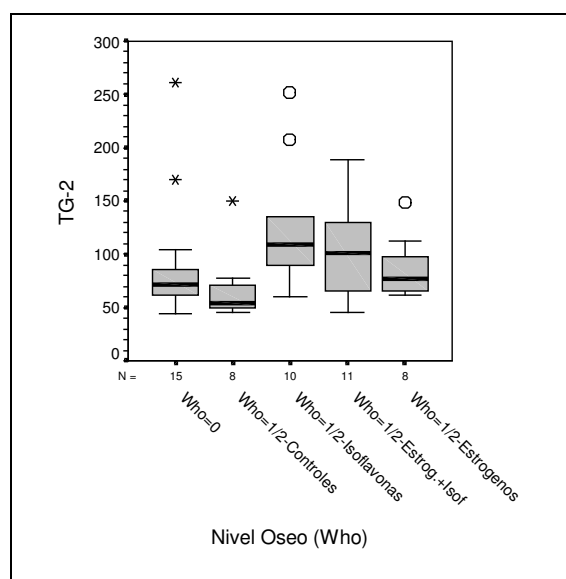 300
250
200
150
100
50
0
TG-2
N =
15
8
10
11
8
Who=0
Who=1/2-Controles
Who=1/2-Isoflavonas
Who=1/2-Estrog.+Isof
Who=1/2-Estrogenos
Nivel Oseo (Who)